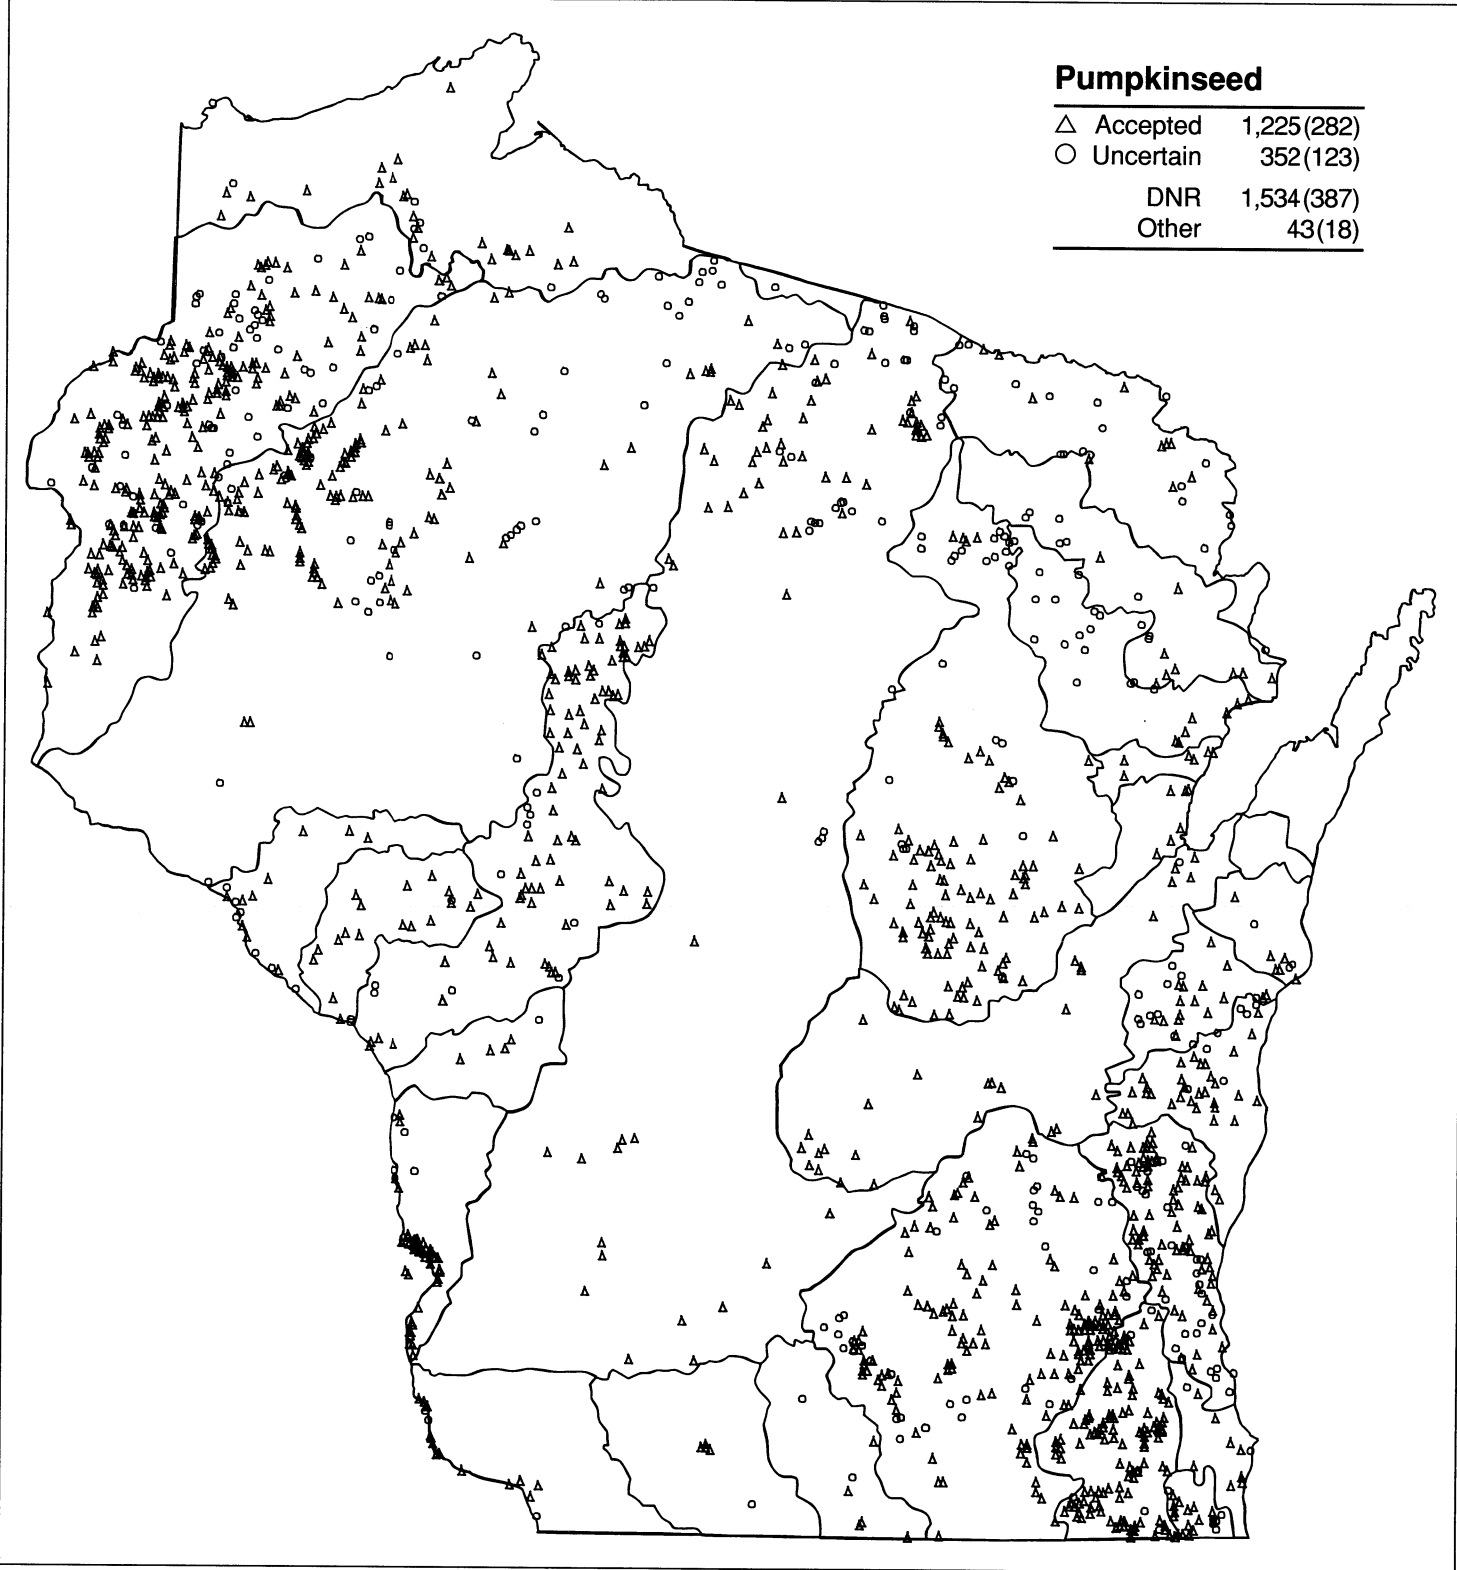 Pumpkinseed
△ Accepted 1,225(282)
○ Uncertain 352(123)
DNR 1,534(387)
Other 43(18)